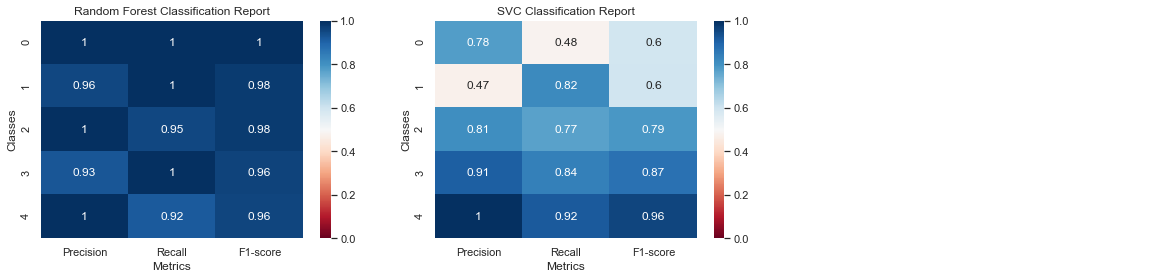 Random Forest Classification Report
Classes
0
1
2
3
4
1 1 1
0.96 1 0.98
1 0.95 0.98
0.93 1 0.96
1 0.92 0.96
Precision Recall F1-score
Metrics
1.0
0.8
0.6
0.4
0.2
0.0
SVC Classification Report
Classes
0
1
2
3
4
0.78 0.48 0.6
0.47 0.82 0.6
0.81 0.77 0.79
0.91 0.84 0.87
1 0.92 0.96
Precision Recall F1-score
Metrics
1.0
0.8
0.6
0.4
0.2
0.0